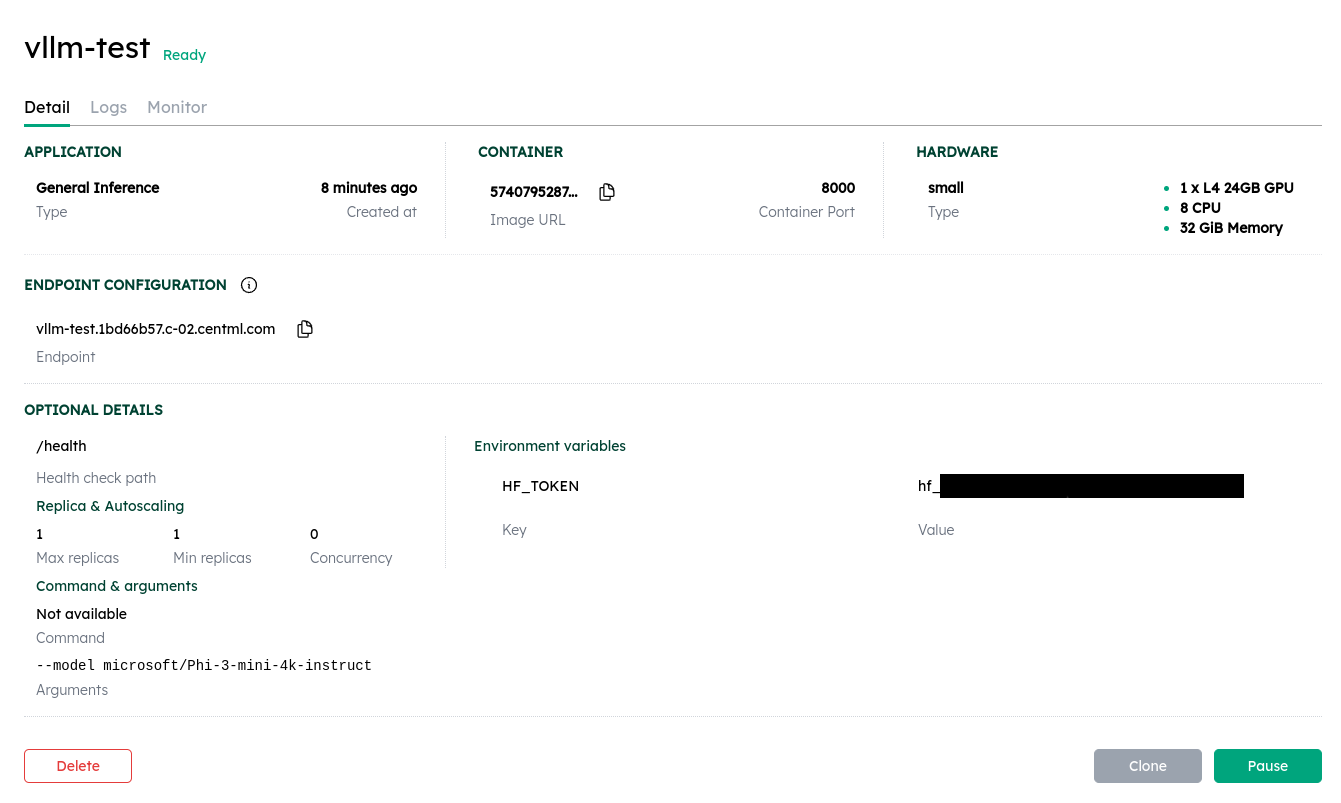 vllm-test Ready
Detail Logs Monitor
APPLICATION
General Inference 8 minutes ago
Type Created at
CONTAINER
5740795287... 8000
Image URL Container Port
HARDWARE
small
Type
1 x L4 24GB GPU
8 CPU
32 GiB Memory
ENDPOINT CONFIGURATION
vllm-test.1bd66b57.c-02.centml.com
Endpoint
OPTIONAL DETAILS
/health
Health check path
Replica & Autoscaling
1 1 0
Max replicas Min replicas Concurrency
Environment variables
HF_TOKEN hf_
Key Value
Command & arguments
Not available
Command
--model microsoft/Phi-3-mini-4k-instruct
Arguments
Delete Clone Pause